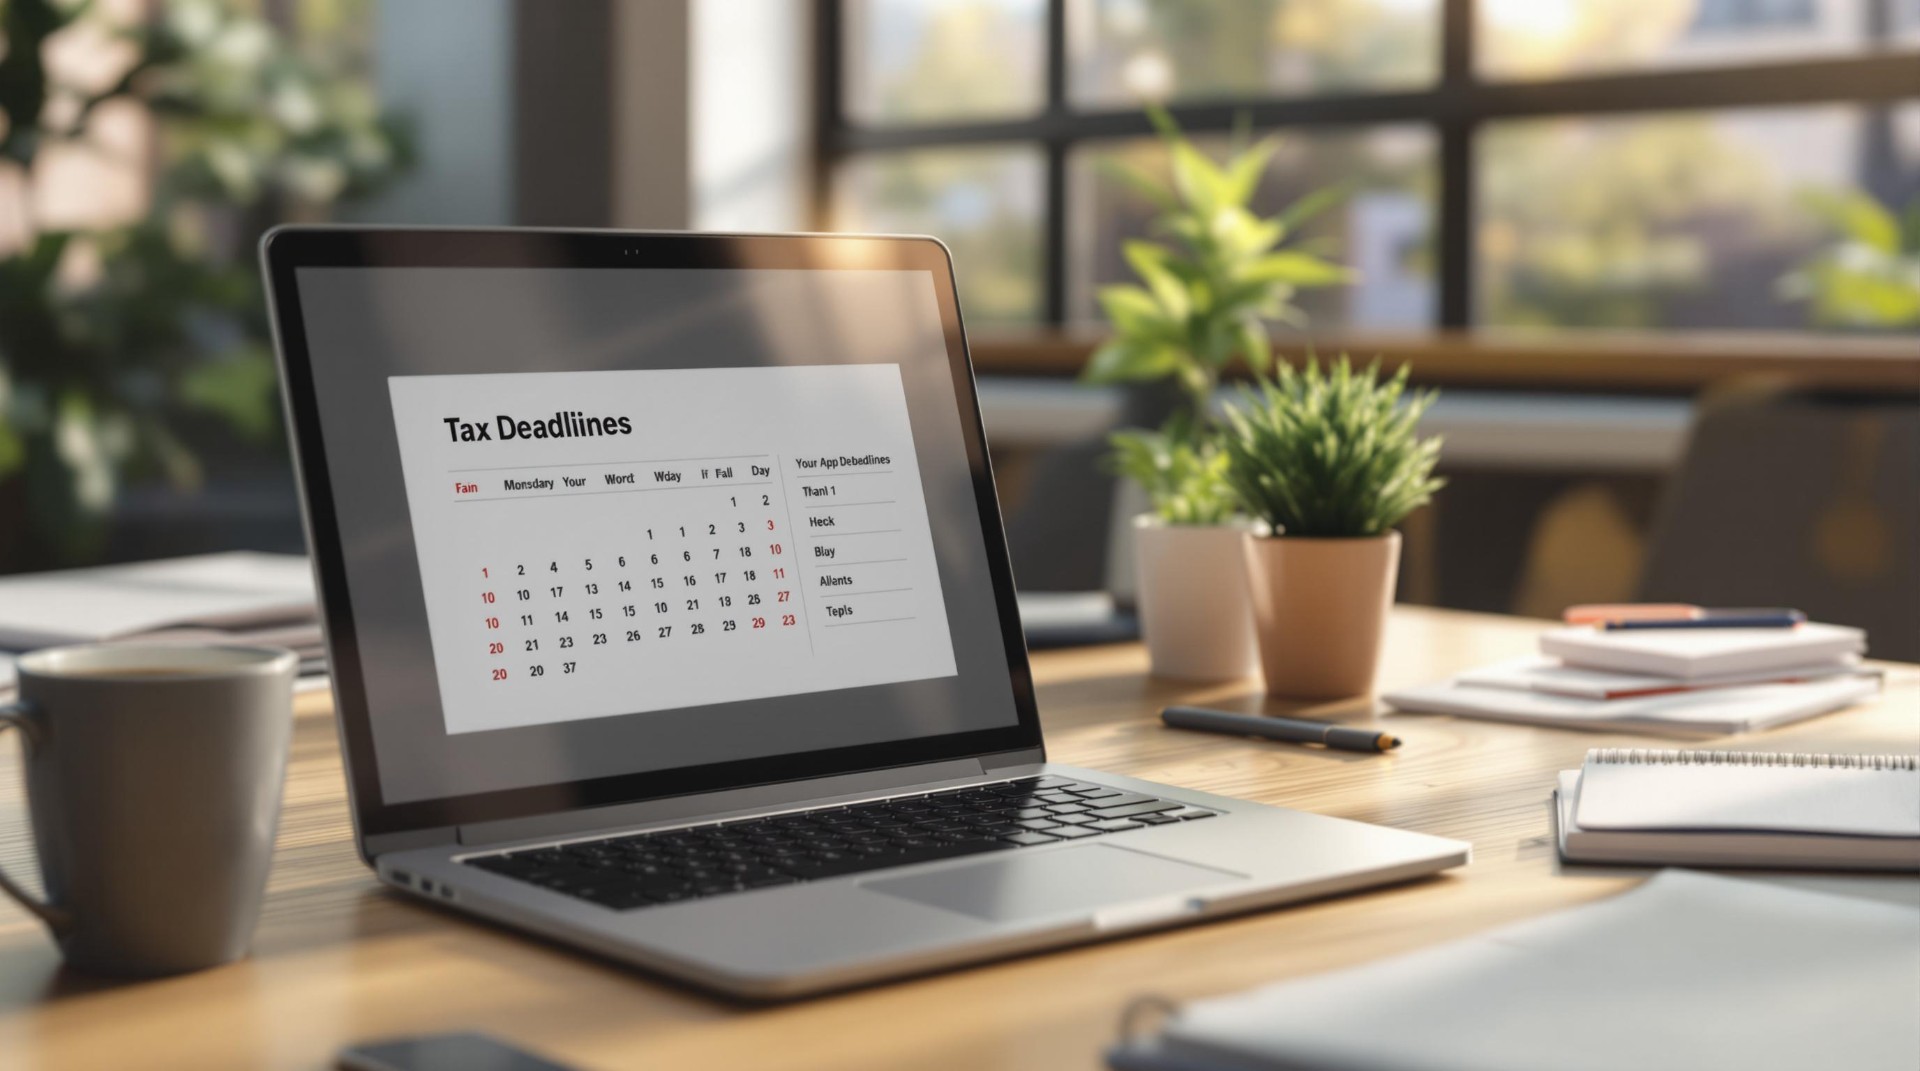 Tax Deadliines
Fain Monsday Your Word Wday If Fall Day
1 2
1 1 2 3 3
1 2 4 5 6 6 6 7 18 10
10 10 17 13 14 15 16 17 18 11
10 11 14 15 15 10 21 18 28 27
20 21 23 23 26 27 28 29 29 23
20 20 37
Your App Debadlines
Thanl 1
Heck
Blay
Allants
Tepls